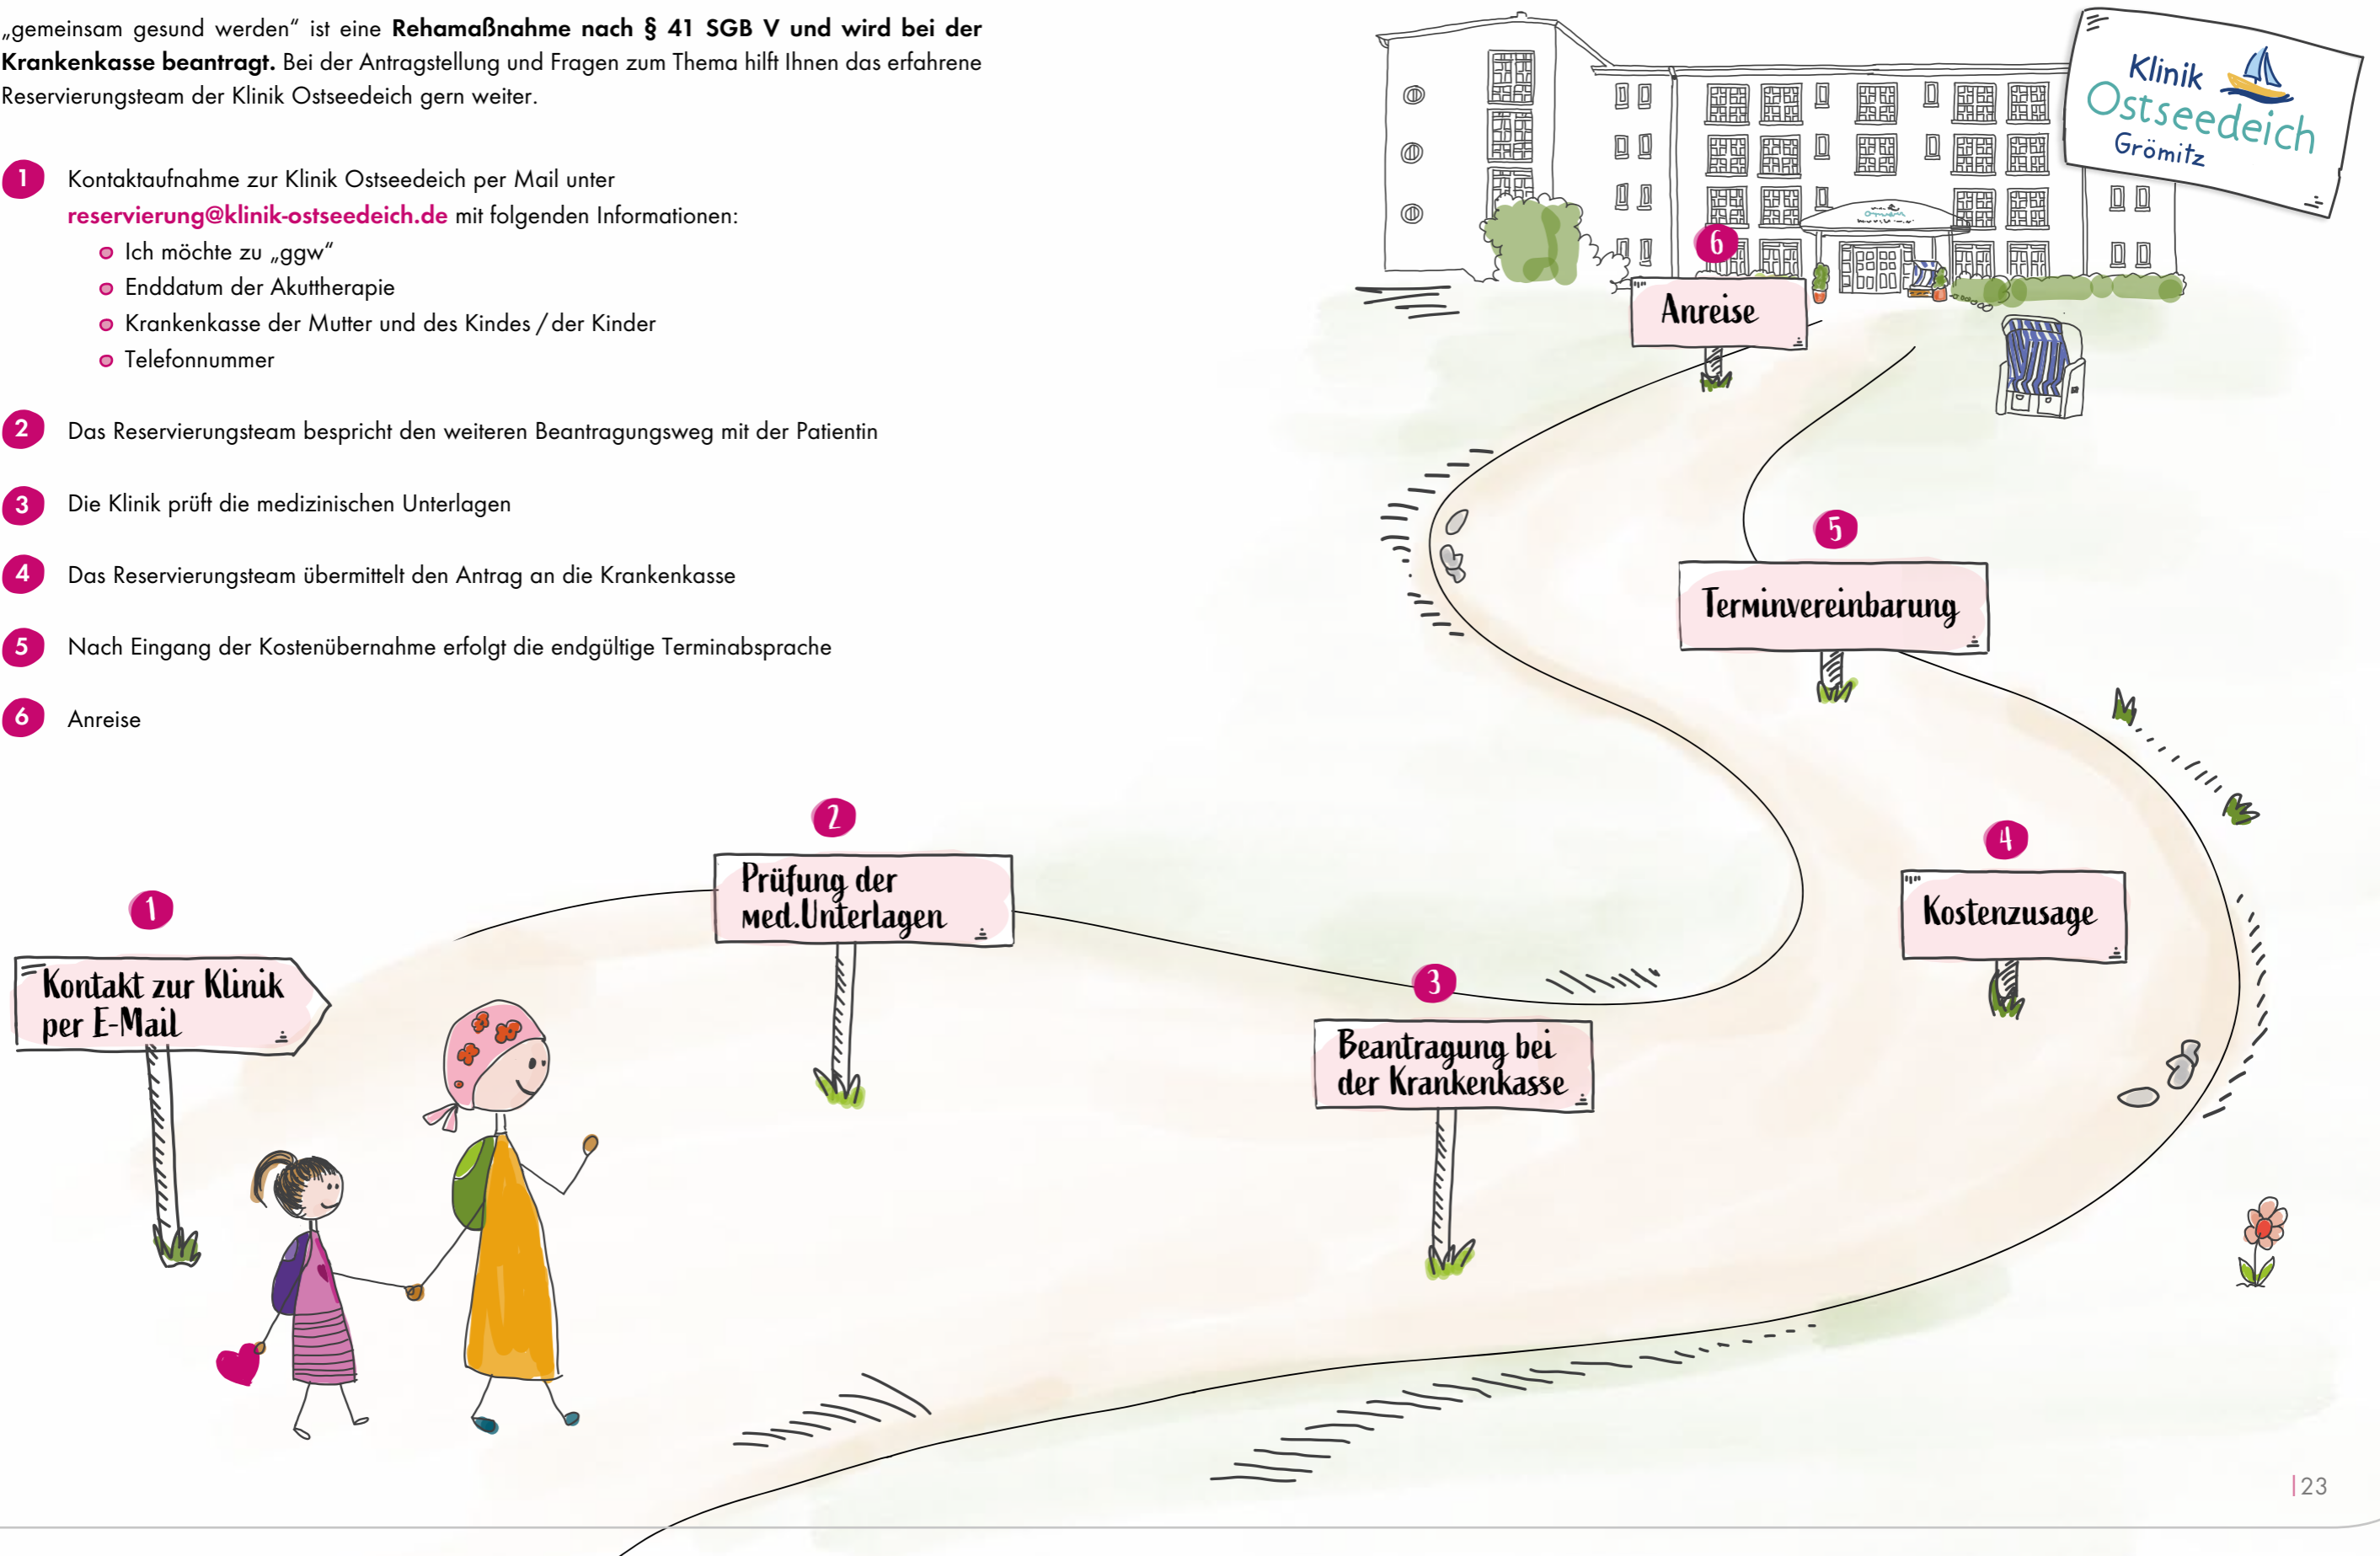 „gemeinsam gesund werden“ ist eine Rehamaßnahme nach § 41 SGB V und wird bei der
Krankenkasse beantragt. Bei der Antragstellung und Fragen zum Thema hilft Ihnen das erfahrene
Reservierungsteam der Klinik Ostseedeich gern weiter.
1 Kontaktaufnahme zur Klinik Ostseedeich per Mail unter
reservierung@klinik-ostseedeich.de mit folgenden Informationen:
Ich möchte zu „ggw“
Enddatum der Akuttherapie
Krankenkasse der Mutter und des Kindes / der Kinder
Telefonnummer
2 Das Reservierungsteam bespricht den weiteren Beantragungsweg mit der Patientin
3 Die Klinik prüft die medizinischen Unterlagen
4 Das Reservierungsteam übermittelt den Antrag an die Krankenkasse
5 Nach Eingang der Kostenübernahme erfolgt die endgültige Terminabsprache
6 Anreise
Klinik
Ostseedeich
Grömitz
6
Anreise
5
Terminvereinbarung
4
Kostenzusage
2
Prüfung der
med.Unterlagen
1
Kontakt zur Klinik
per E-Mail
3
Beantragung bei
der Krankenkasse
|23